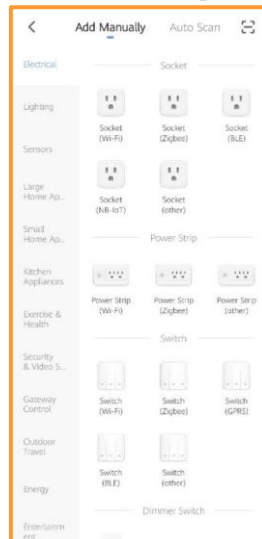 Add Manually Auto Scan
Electrical
Lighting
Sensors
Large
Home Ap...
Small
Home Ap...
Kitchen
Appliances
Exercise &
Health
Security
& Video S...
Gateway
Control
Outdoor
Travel
Energy
Entertainm
ent
Socket
Socket
(Wi-Fi)
Socket
(Zigbee)
Socket
(BLE)
Socket
(NB-IoT)
Socket
(other)
Power Strip
Power Strip
(Wi-Fi)
Power Strip
(Zigbee)
Power Strip
(other)
Switch
Switch
(Wi-Fi)
Switch
(Zigbee)
Switch
(GPRS)
Switch
(BLE)
Switch
(other)
Dimmer Switch